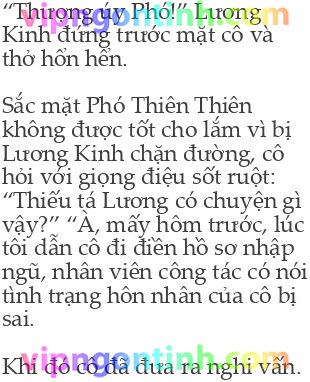 “Thượng úy Phó!” Lương
Kinh đứng trước mặt cô và
thở hổn hển.
Sắc mặt Phó Thiên Thiên
không được tốt cho lắm vì bị
Lương Kinh chặn đường, cô
hỏi với giọng điệu sốt ruột:
“Thiếu tá Lương có chuyện gì
vậy?” “À, mấy hôm trước, lúc
tôi dẫn cô đi điền hồ sơ nhập
ngũ, nhân viên công tác có nói
tình trạng hôn nhân của cô bị
sai.
Khi đó cô đã đưa ra nghi vấn.
vipngontinh.com
vipngontinh.com